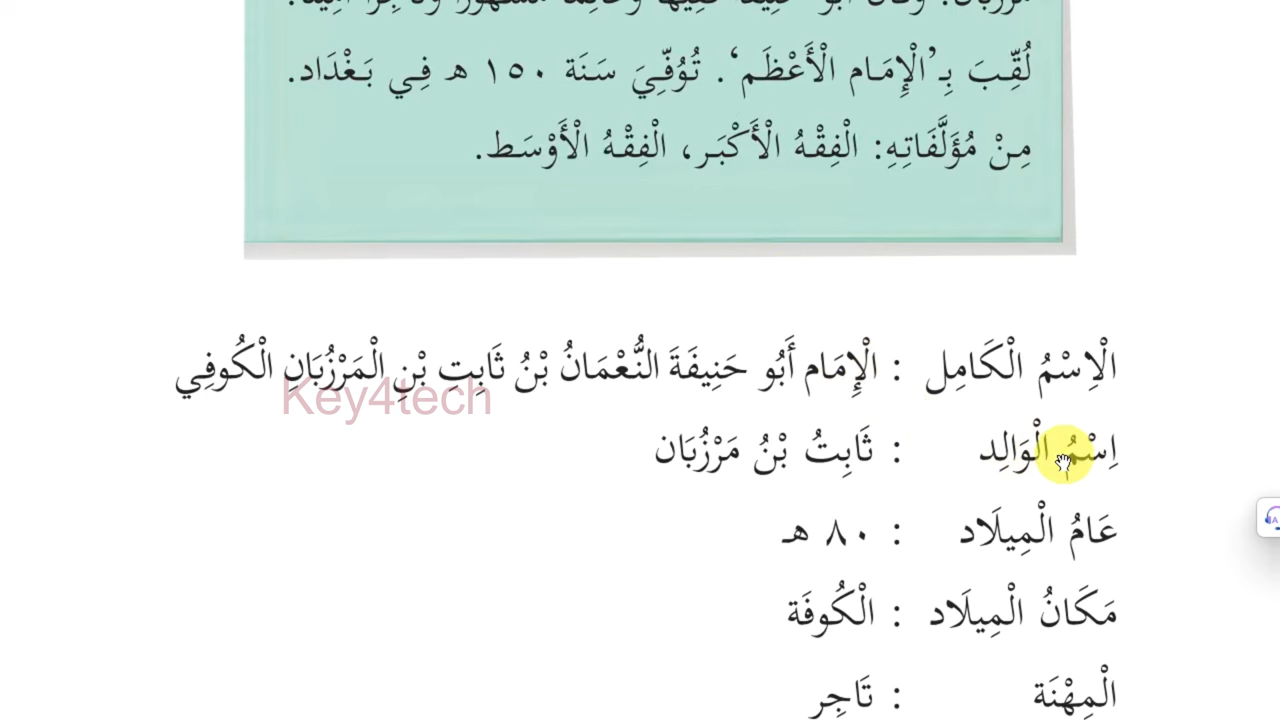 لُقِّبَ بِـ’الْإِمَام الْأَعْظَم‘. تُوُفِّيَ سَنَة ١٥٠ هـ فِي بَغْدَاد.
مِنْ مُؤَلَّفَاتِهِ: الْفِقْهُ الْأَكْبَر، الْفِقْهُ الْأَوْسَط.
الْاِسْمُ الْكَامِل : الْإِمَام أَبُو حَنِيفَةَ النُّعْمَانُ بْنُ ثَابِتِ بْنِ الْمَرْزُبَانِ الْكُوفِي
Key4tech
اِسْمُ الْوَالِد : ثَابِتُ بْنُ مَرْزُبَان
عَامُ الْمِيلَاد : ٨٠ هـ
مَكَانُ الْمِيلَاد : الْكُوفَة
الْمِهْنَة : تَاجِر